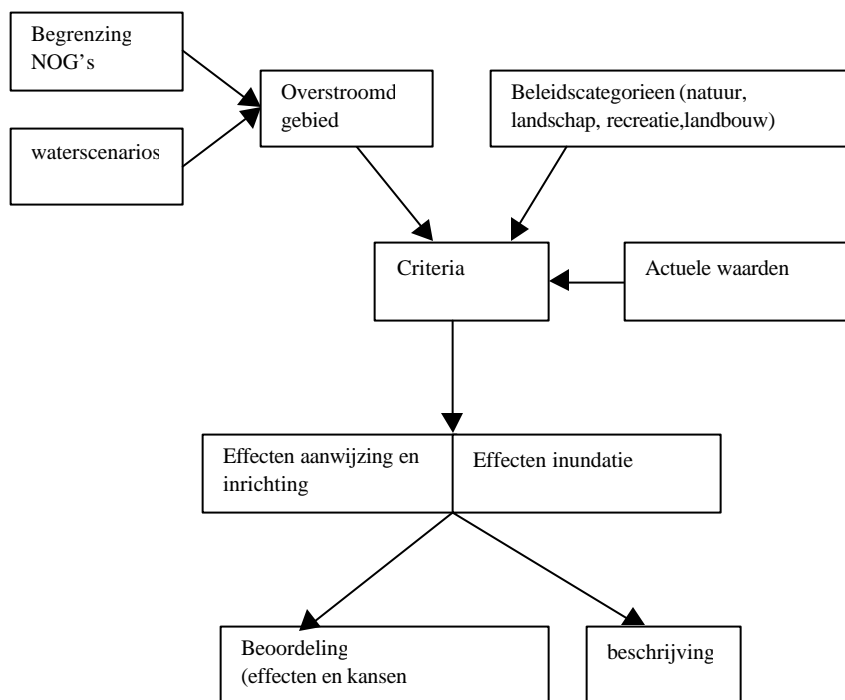 Begrenzing
NOG's
Overstroomd
gebied
Beleidscategorieen (natuur,
landschap, recreatie,landbouw)
waterscenarios
Criteria
Actuele waarden
Effecten aanwijzing en
inrichting
Effecten inundatie
Beoordeling
(effecten en kansen
beschrijving